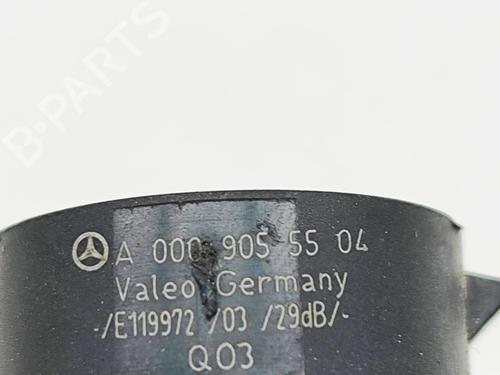 B-PARTS
A 000 905 55 04
Valeo Germany
-/E119972 /03 /29dB/-
Q03